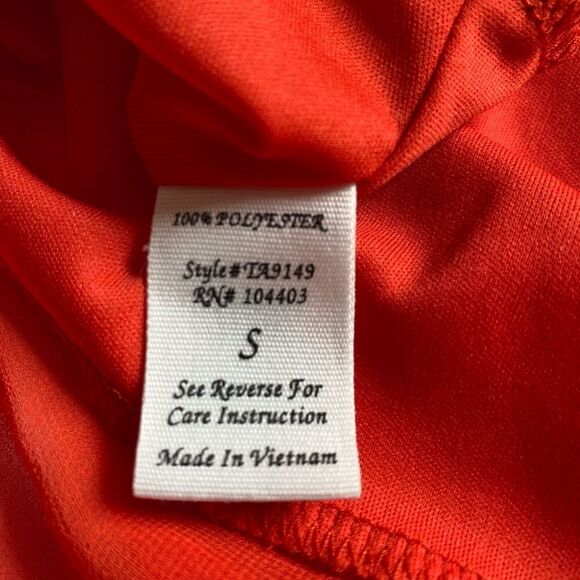 100% POLYESTER
Style#TA9149
RN# 104403
S
See Reverse For
Care Instruction
Made In Vietnam